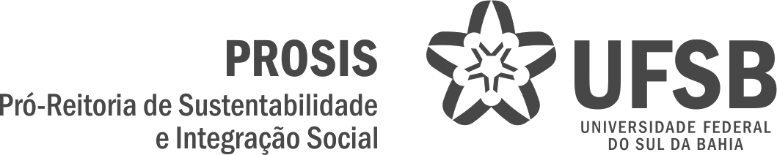 PROSIS
Pró-Reitoria de Sustentabilidade
e Integração Social
UFSB
UNIVERSIDADE FEDERAL
DO SUL DA BAHIA